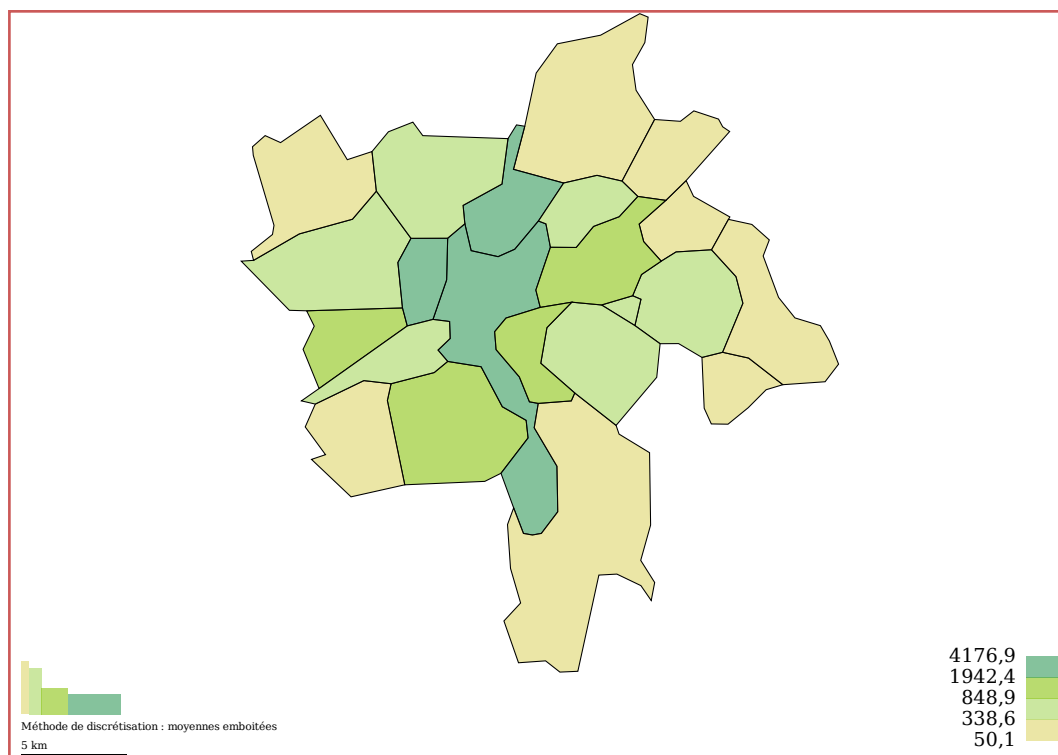 4176,9
1942,4
848,9
338,6
50,1
Méthode de discrétisation : moyennes emboitées
5 km